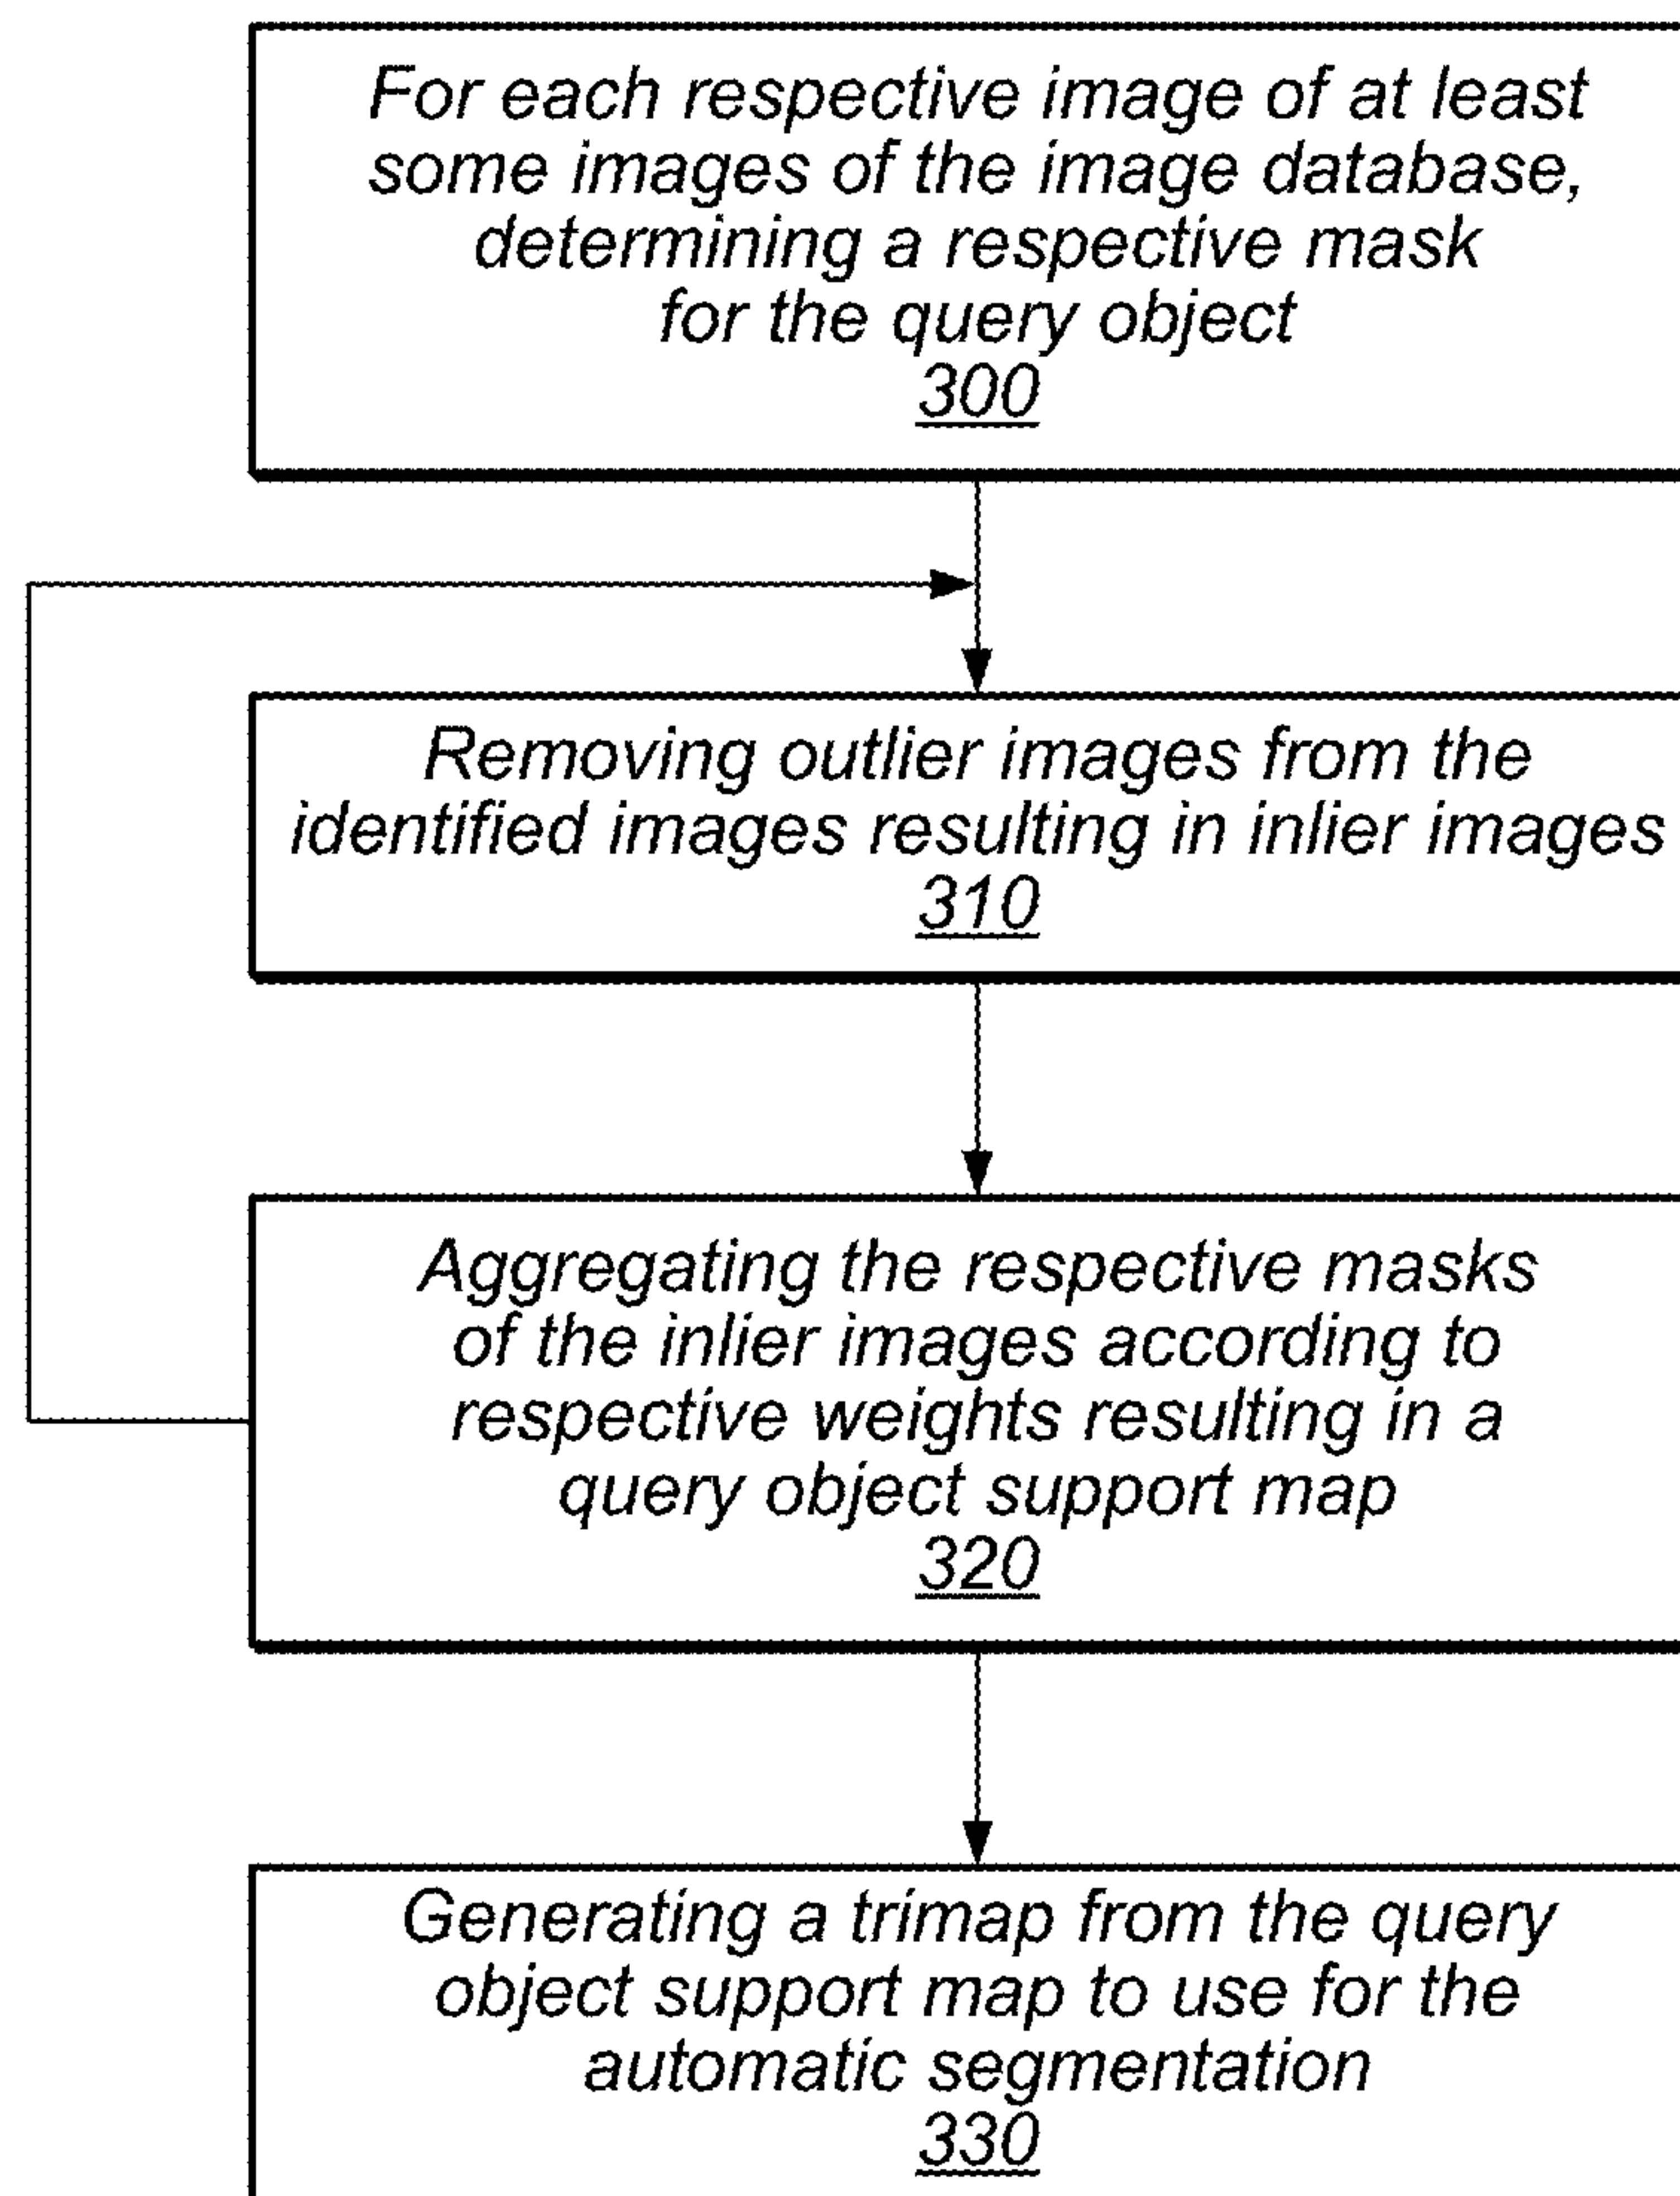 For each respective image of at least
some images of the image database,
determining a respective mask
for the query object
300
Removing outlier images from the
identified images resulting in inlier images
310
Aggregating the respective masks
of the inlier images according to
respective weights resulting in a
query object support map
320
Generating a trimap from the query
object support map to use for the
automatic segmentation
330